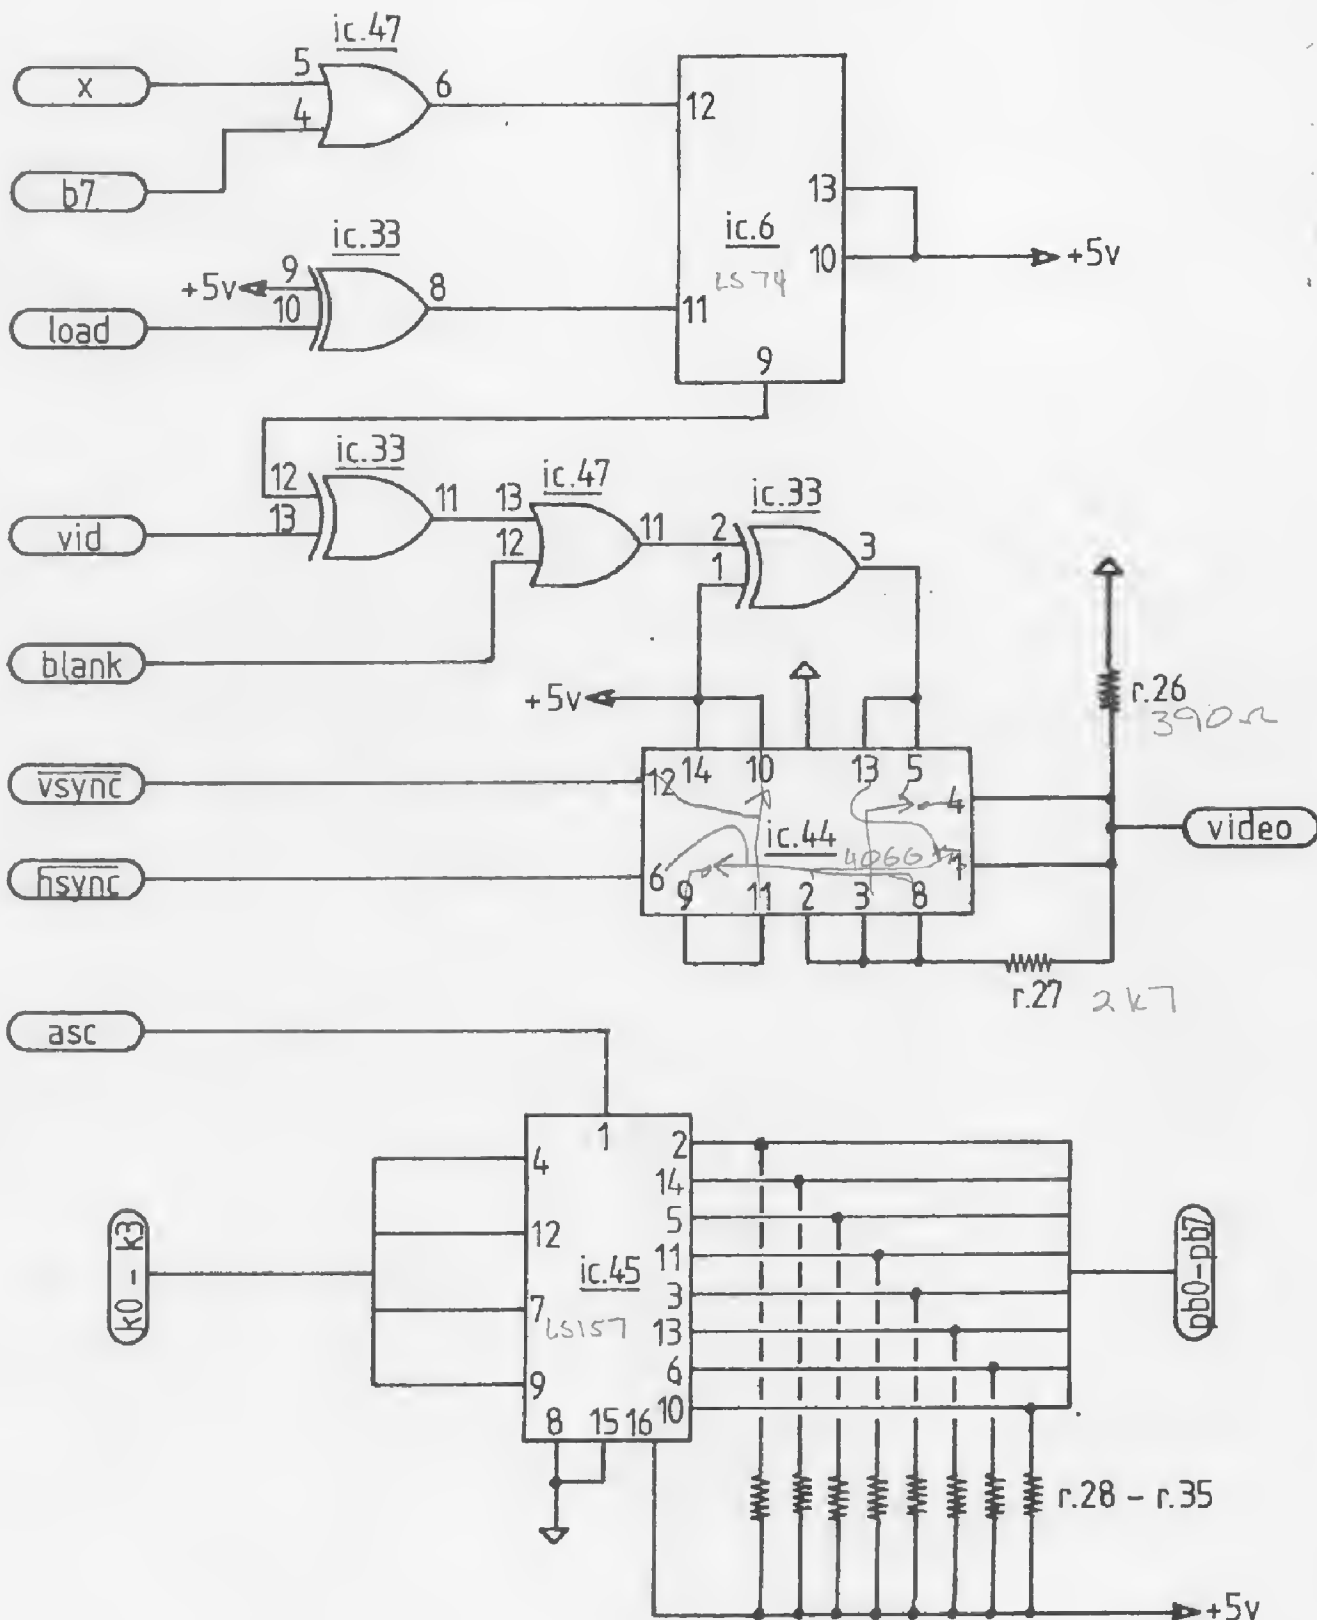 ic.47
x
5
4
6
b7
12
13
10
ic.6
LS74
+5v
ic.33
+5v
9
10
8
11
load
9
ic.33
12
13
11
vid
ic.47
13
12
11
ic.33
2
1
3
blank
+5v
r.26
390Ω
vsync
12
14
10
13
5
4
video
ic.44
4066
hsync
6
1
9
11
2
3
8
r.27
2k7
asc
1
k0 - k3
4
12
7
9
ic.45
LS157
2
14
5
11
3
13
6
10
pb0-pb7
8
15
16
r.28 - r.35
+5v